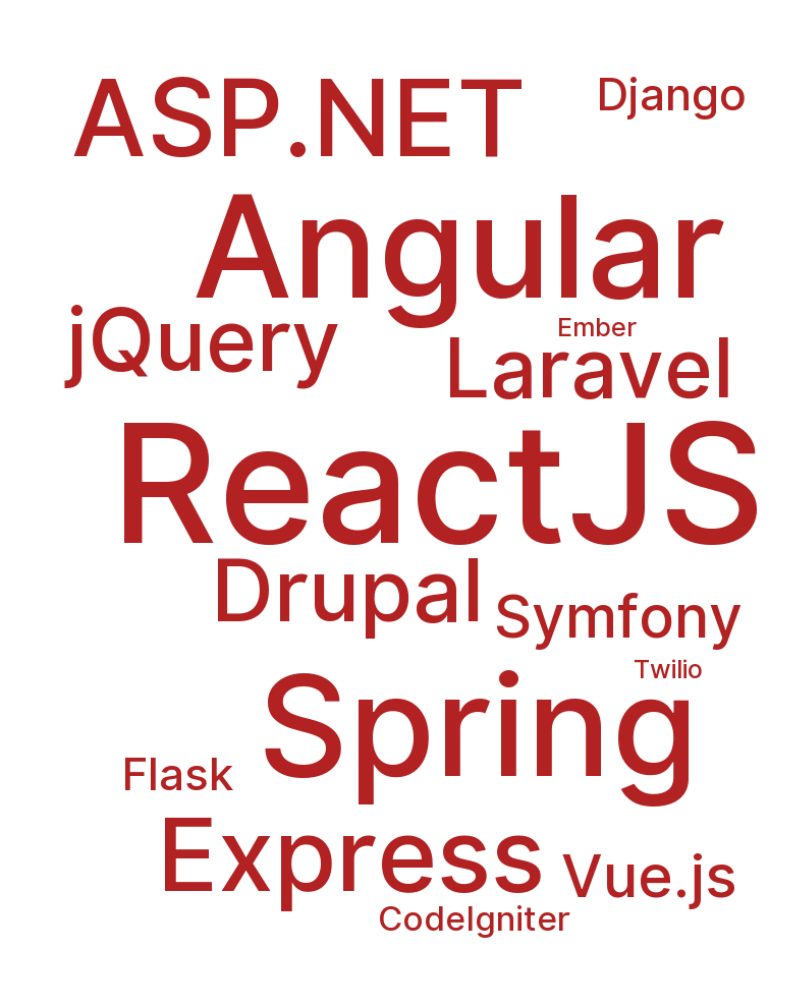 ASP.NET
Django
Angular
jQuery
Ember
Laravel
ReactJS
Drupal
Symfony
Twilio
Spring
Flask
Express
Vue.js
CodeIgniter